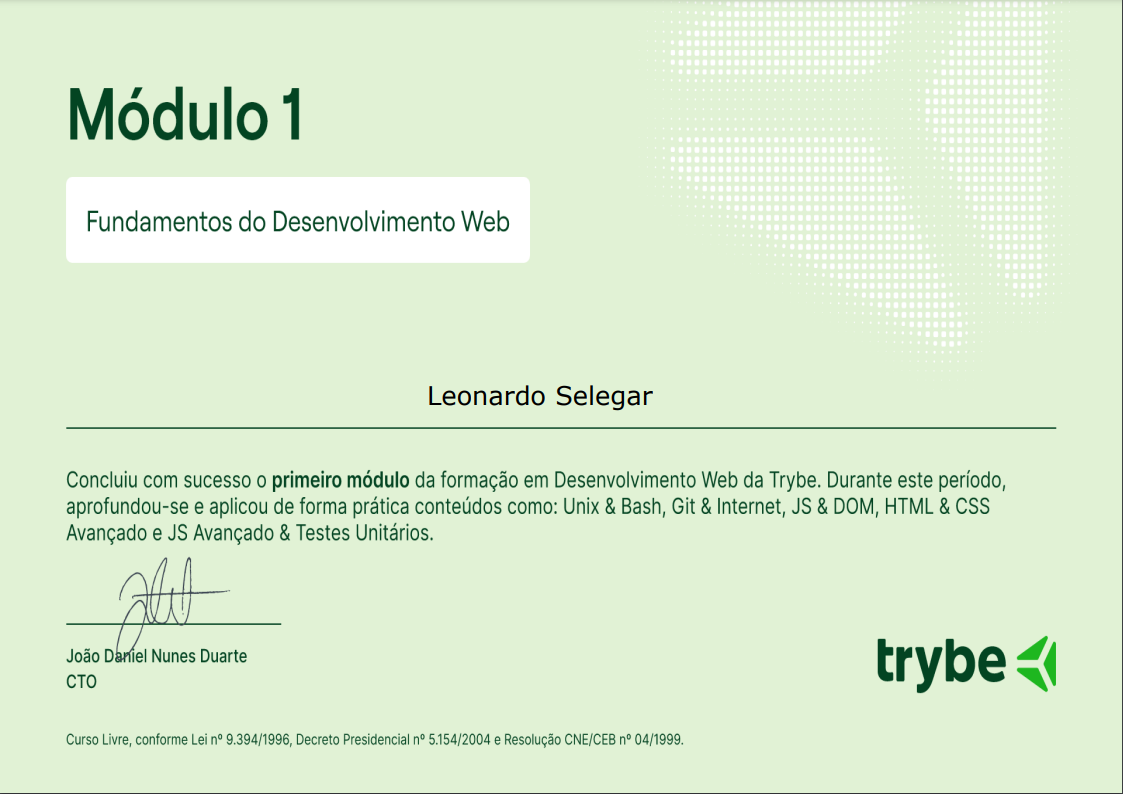 Módulo 1
Fundamentos do Desenvolvimento Web
Leonardo Selegar
Concluiu com sucesso o primeiro módulo da formação em Desenvolvimento Web da Trybe. Durante este período,
aprofundou-se e aplicou de forma prática conteúdos como: Unix & Bash, Git & Internet, JS & DOM, HTML & CSS
Avançado e JS Avançado & Testes Unitários.
João Daniel Nunes Duarte
CTO
trybe
Curso Livre, conforme Lei nº 9.394/1996, Decreto Presidencial nº 5.154/2004 e Resolução CNE/CEB nº 04/1999.